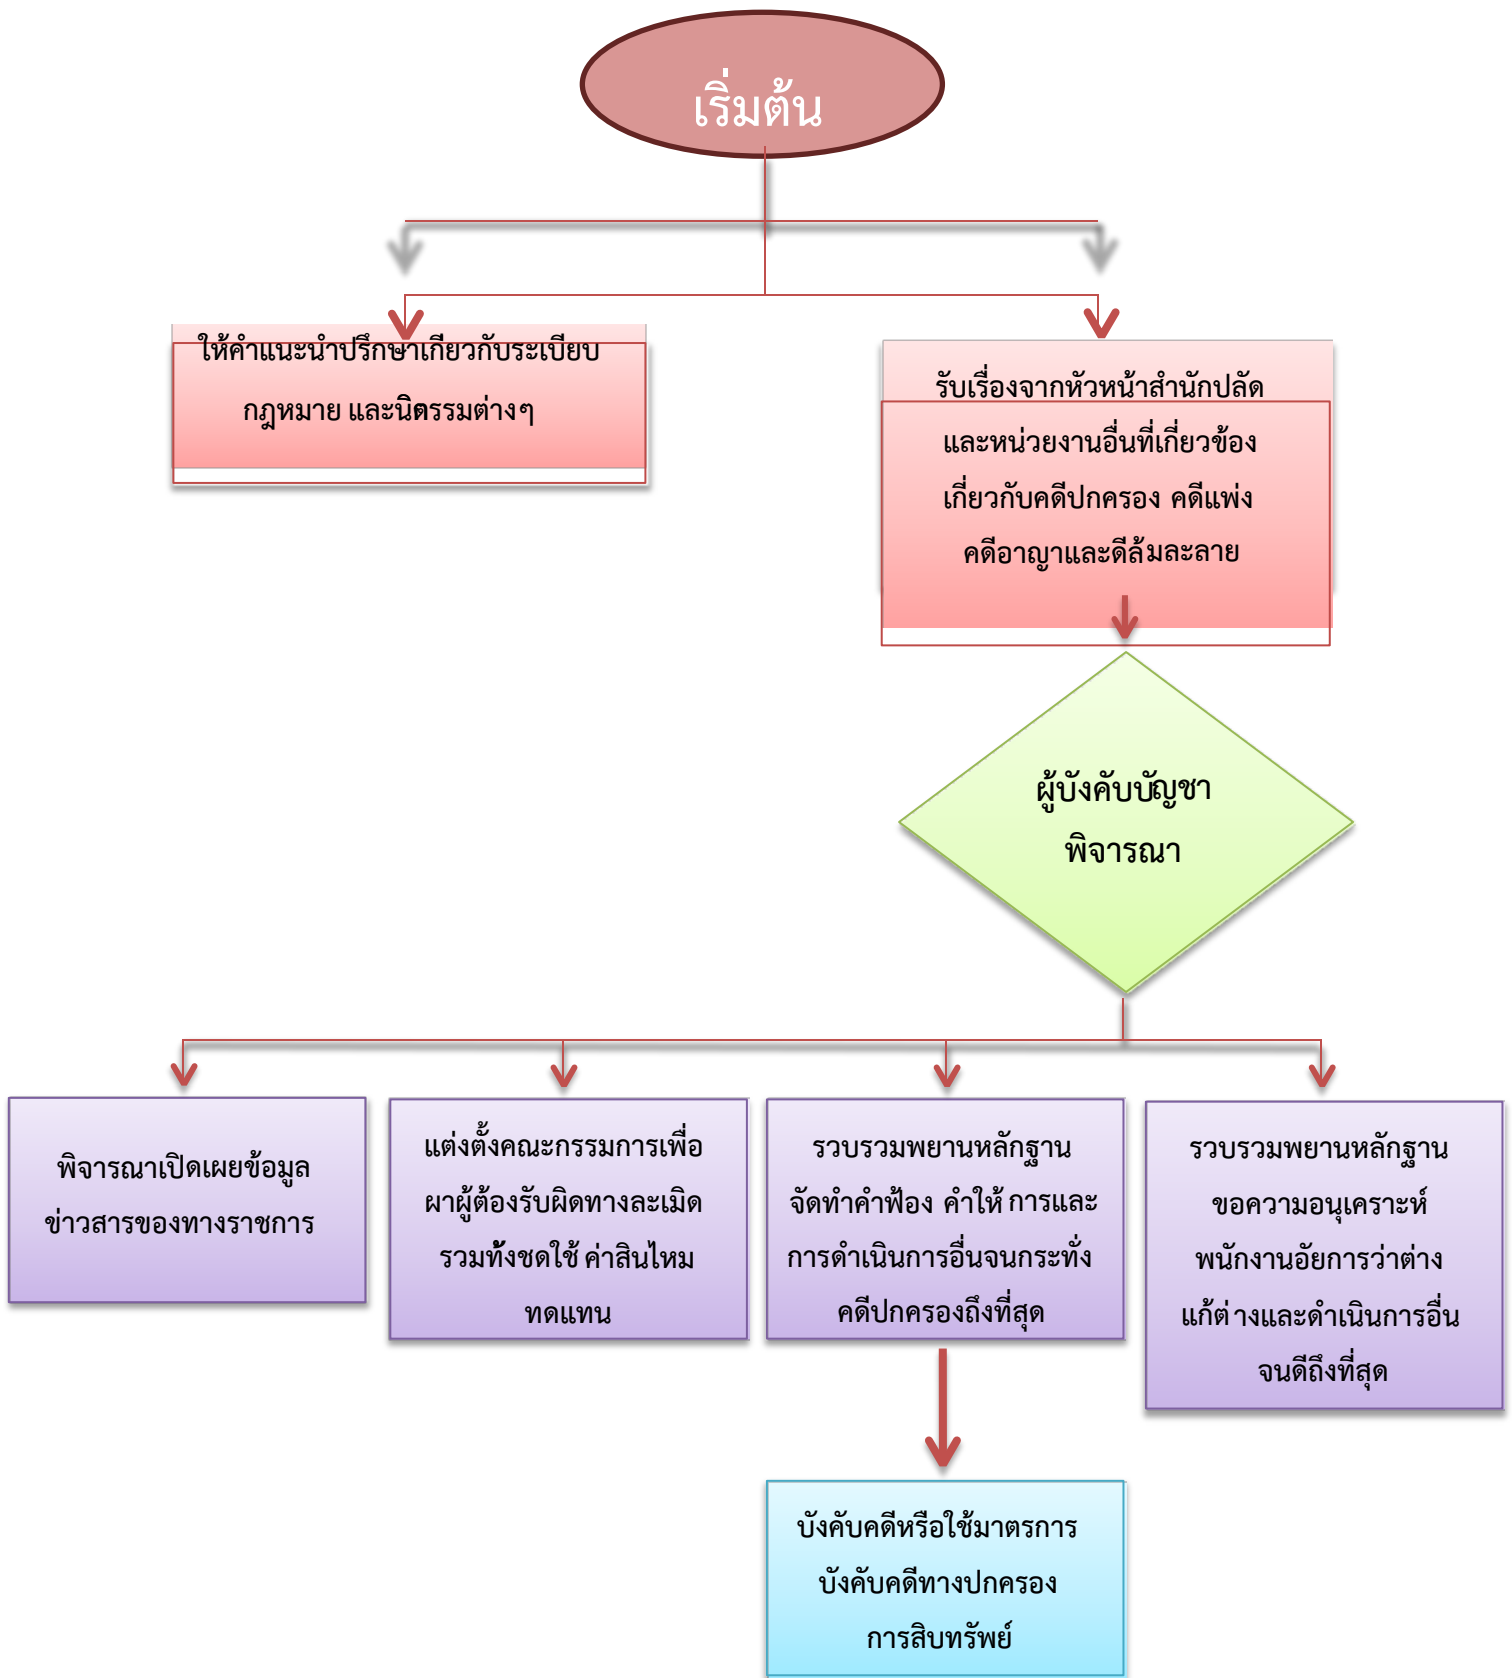 เริ่มต้น
ให้คำแนะนำปรึกษาเกี่ยวกับระเบียบ
กฎหมาย และนิติกรรมต่างๆ
รับเรื่องจากหัวหน้าสำนักปลัด
และหน่วยงานอื่นที่เกี่ยวข้อง
เกี่ยวกับคดีปกครอง คดีแพ่ง
คดีอาญาและดีล้มละลาย
ผู้บังคับบัญชา
พิจารณา
พิจารณาเปิดเผยข้อมูล
ข่าวสารของทางราชการ
แต่งตั้งคณะกรรมการเพื่อ
ผาผู้ต้องรับผิดทางละเมิด
รวมทั้งชดใช้ ค่าสินไหม
ทดแทน
รวบรวมพยานหลักฐาน
จัดทำคำฟ้อง คำให้การและ
การดำเนินการอื่นจนกระทั่ง
คดีปกครองถึงที่สุด
รวบรวมพยานหลักฐาน
ขอความอนุเคราะห์
พนักงานอัยการว่าต่าง
แก้ต่างและดำเนินการอื่น
จนดีถึงที่สุด
บังคับคดีหรือใช้มาตรการ
บังคับคดีทางปกครอง
การสิบทรัพย์